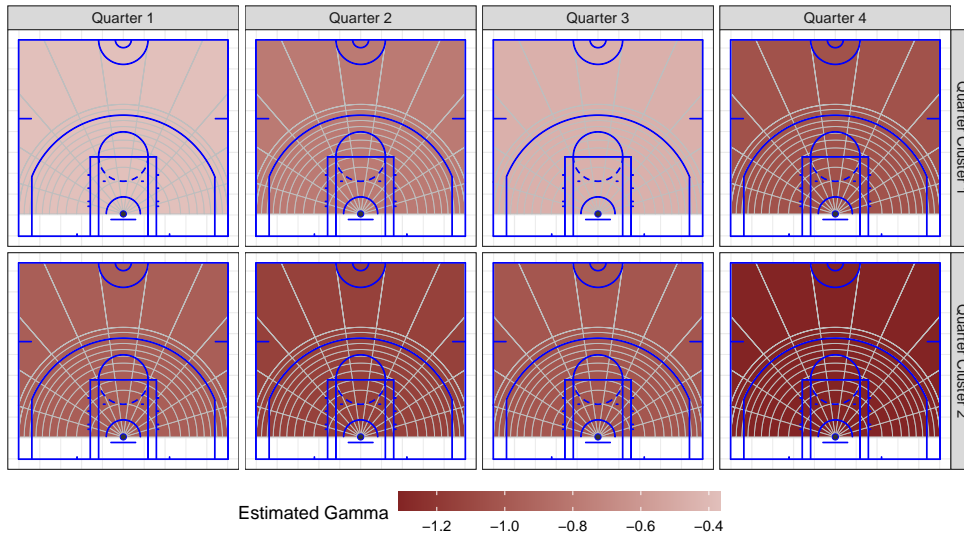 Quarter 1
Quarter 2
Quarter 3
Quarter 4
Quarter Cluster 1
Quarter Cluster 2
Estimated Gamma
−1.2
−1.0
−0.8
−0.6
−0.4